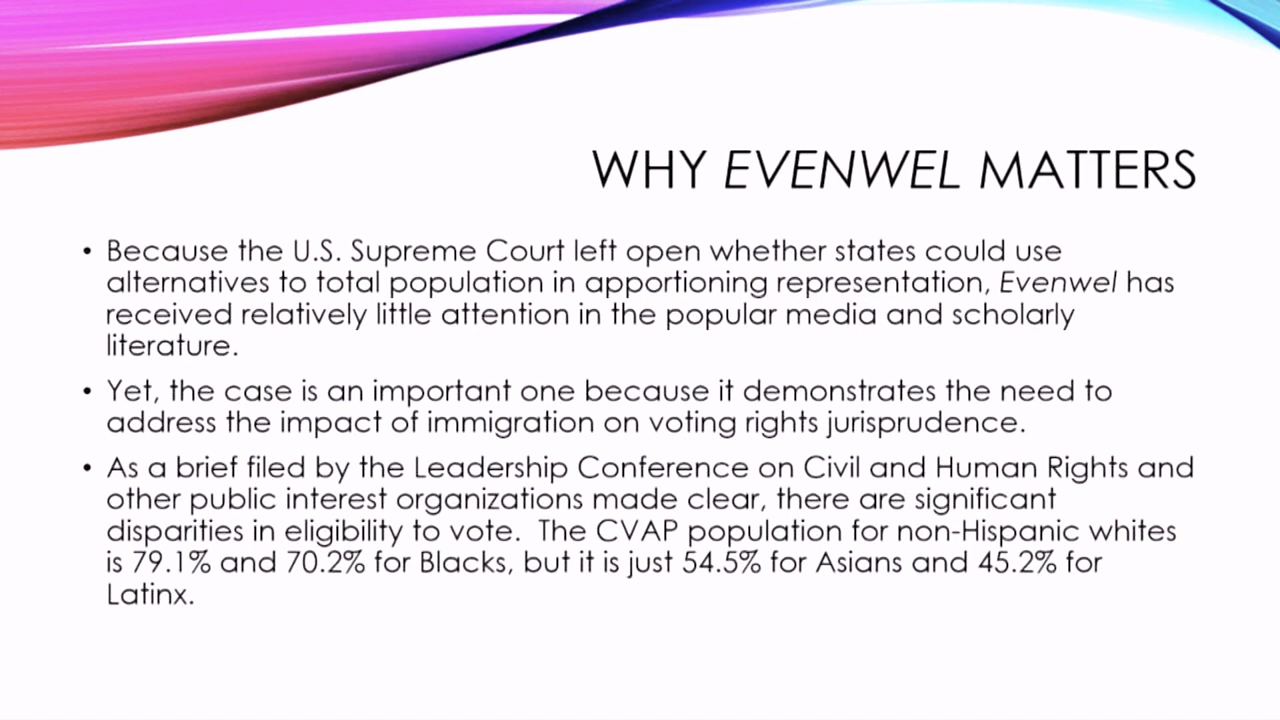 WHY EVENWEL MATTERS
• Because the U.S. Supreme Court left open whether states could use
alternatives to total population in apportioning representation, Evenwel has
received relatively little attention in the popular media and scholarly
literature.
• Yet, the case is an important one because it demonstrates the need to
address the impact of immigration on voting rights jurisprudence.
• As a brief filed by the Leadership Conference on Civil and Human Rights and
other public interest organizations made clear, there are significant
disparities in eligibility to vote.  The CVAP population for non-Hispanic whites
is 79.1% and 70.2% for Blacks, but it is just 54.5% for Asians and 45.2% for
Latinx.